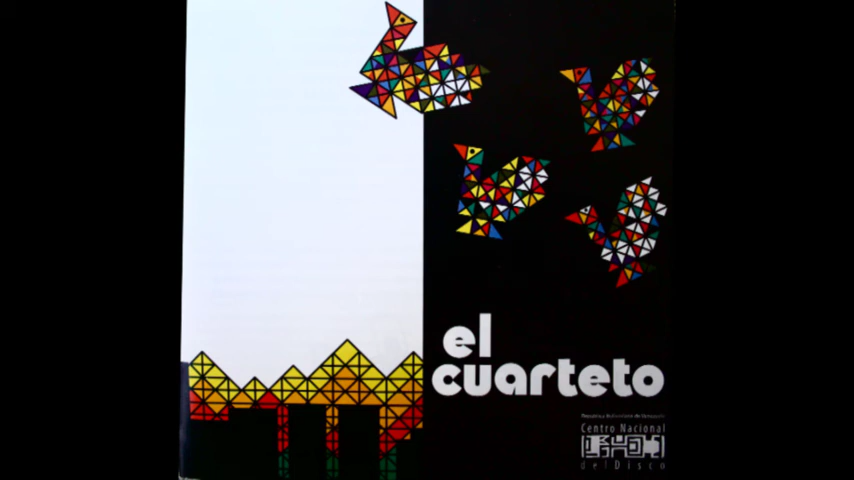 el
cuarteto
República Bolivariana de Venezuela
Centro Nacional
del Disco